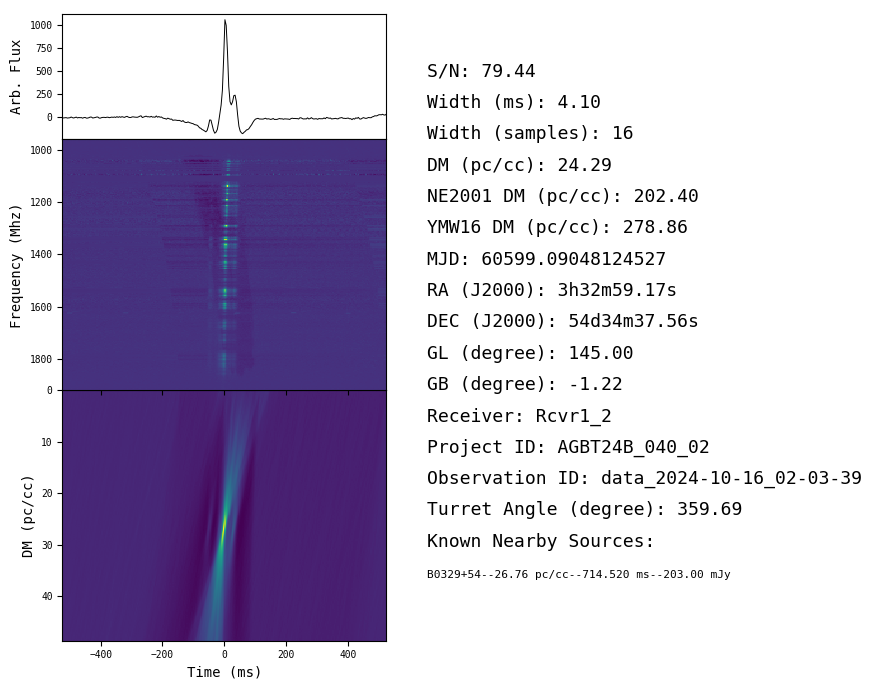 1000
750
500
250
0
Arb. Flux
1000
1200
1400
1600
1800
Frequency (Mhz)
0
10
20
30
40
DM (pc/cc)
−400
−200
0
200
400
Time (ms)
S/N: 79.44
Width (ms): 4.10
Width (samples): 16
DM (pc/cc): 24.29
NE2001 DM (pc/cc): 202.40
YMW16 DM (pc/cc): 278.86
MJD: 60599.09048124527
RA (J2000): 3h32m59.17s
DEC (J2000): 54d34m37.56s
GL (degree): 145.00
GB (degree): -1.22
Receiver: Rcvr1_2
Project ID: AGBT24B_040_02
Observation ID: data_2024-10-16_02-03-39
Turret Angle (degree): 359.69
Known Nearby Sources:
B0329+54--26.76 pc/cc--714.520 ms--203.00 mJy